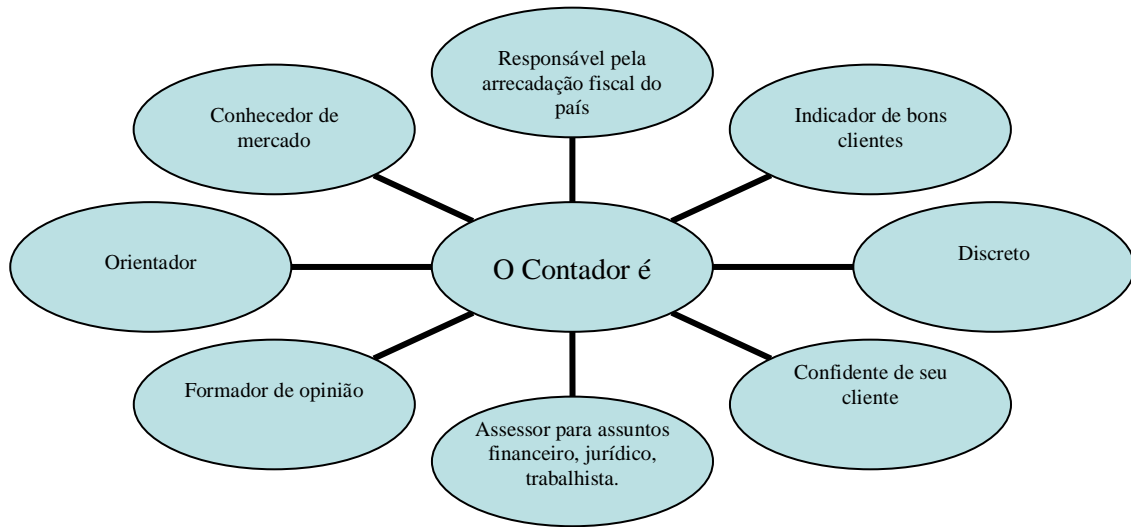 Responsável pela
arrecadação fiscal do
país
Conhecedor de
mercado
Indicador de bons
clientes
Orientador
O Contador é
Discreto
Formador de opinião
Confidente de seu
cliente
Assessor para assuntos
financeiro, jurídico,
trabalhista.